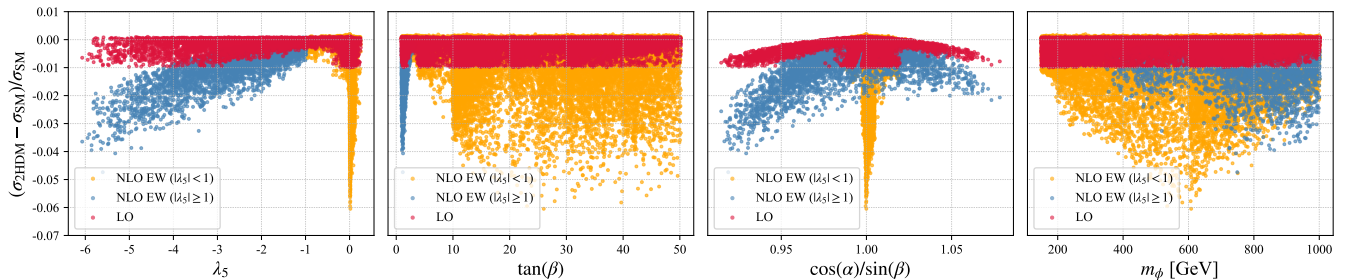 (σ2HDM − σSM)/σSM
0.01
0.00
-0.01
-0.02
-0.03
-0.04
-0.05
-0.06
-0.07
NLO EW (|λ5| < 1)
NLO EW (|λ5| ≥ 1)
LO
-6 -5 -4 -3 -2 -1 0
λ5
NLO EW (|λ5| < 1)
NLO EW (|λ5| ≥ 1)
LO
0 10 20 30 40 50
tan(β)
NLO EW (|λ5| < 1)
NLO EW (|λ5| ≥ 1)
LO
0.95 1.00 1.05
cos(α)/sin(β)
NLO EW (|λ5| < 1)
NLO EW (|λ5| ≥ 1)
LO
200 400 600 800 1000
mϕ [GeV]